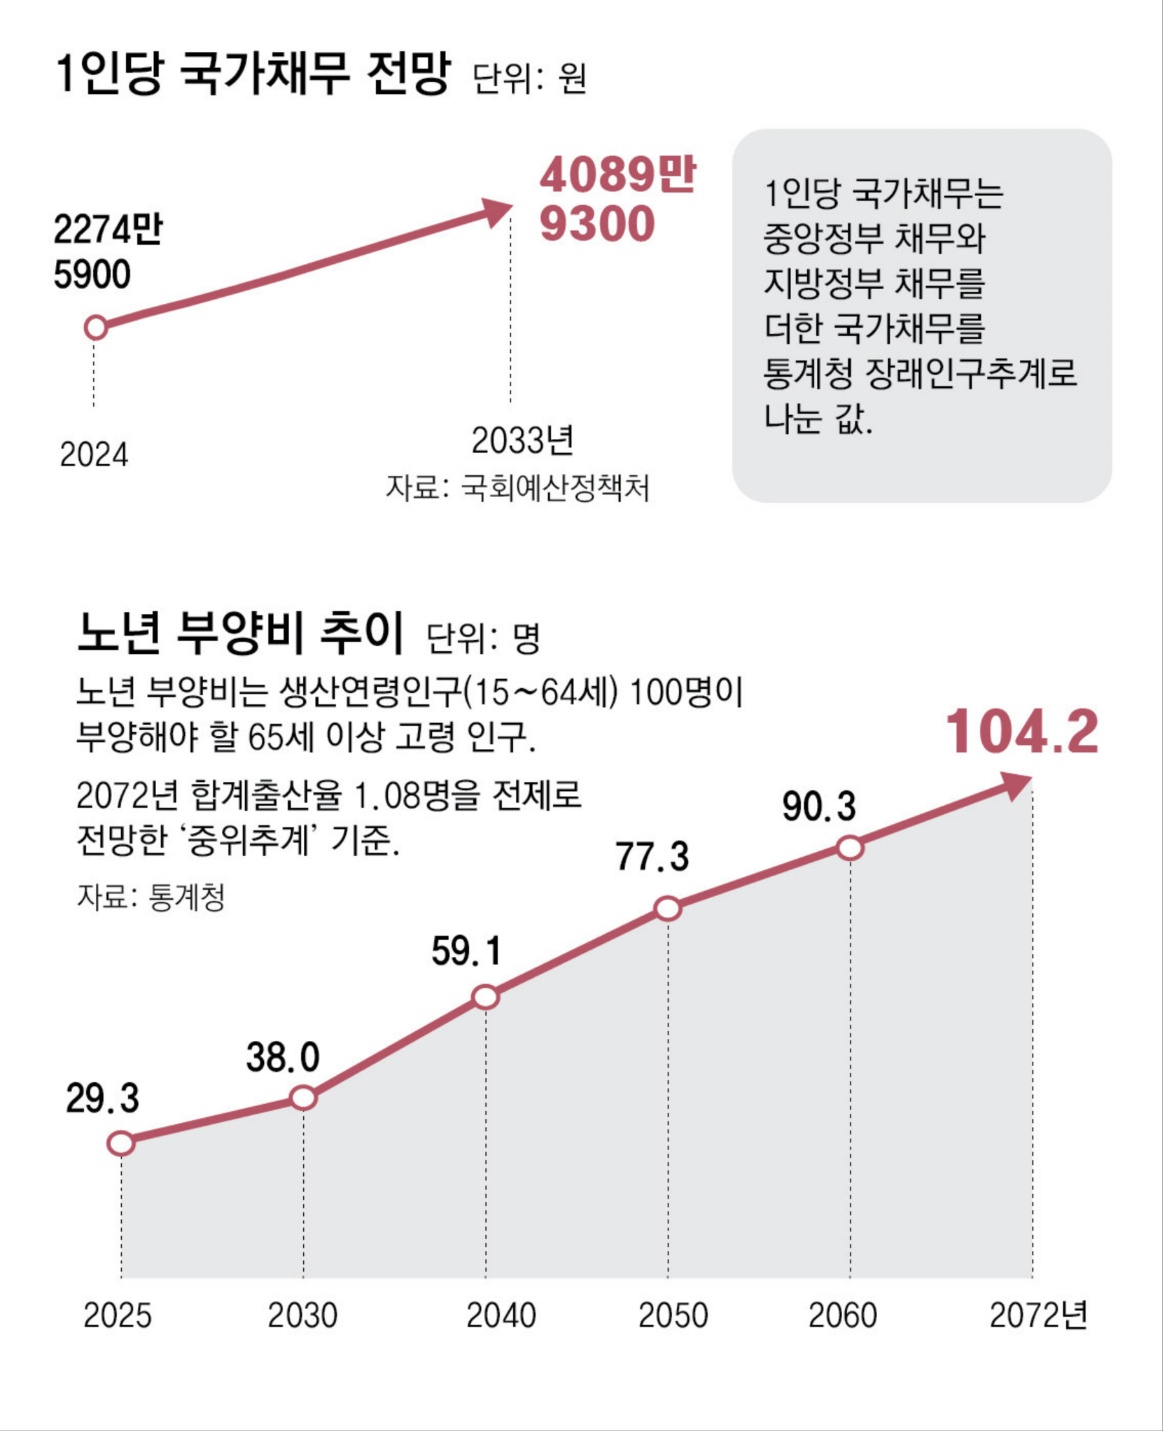 1인당 국가채무 전망 단위: 원
2274만
5900
4089만
9300
2024
2033년
자료: 국회예산정책처
1인당 국가채무는
중앙정부 채무와
지방정부 채무를
더한 국가채무를
통계청 장래인구추계로
나눈 값.
노년 부양비 추이 단위: 명
노년 부양비는 생산연령인구(15~64세) 100명이
부양해야 할 65세 이상 고령 인구.
2072년 합계출산율 1.08명을 전제로
전망한 ‘중위추계’ 기준.
자료: 통계청
29.3
38.0
59.1
77.3
90.3
104.2
2025
2030
2040
2050
2060
2072년